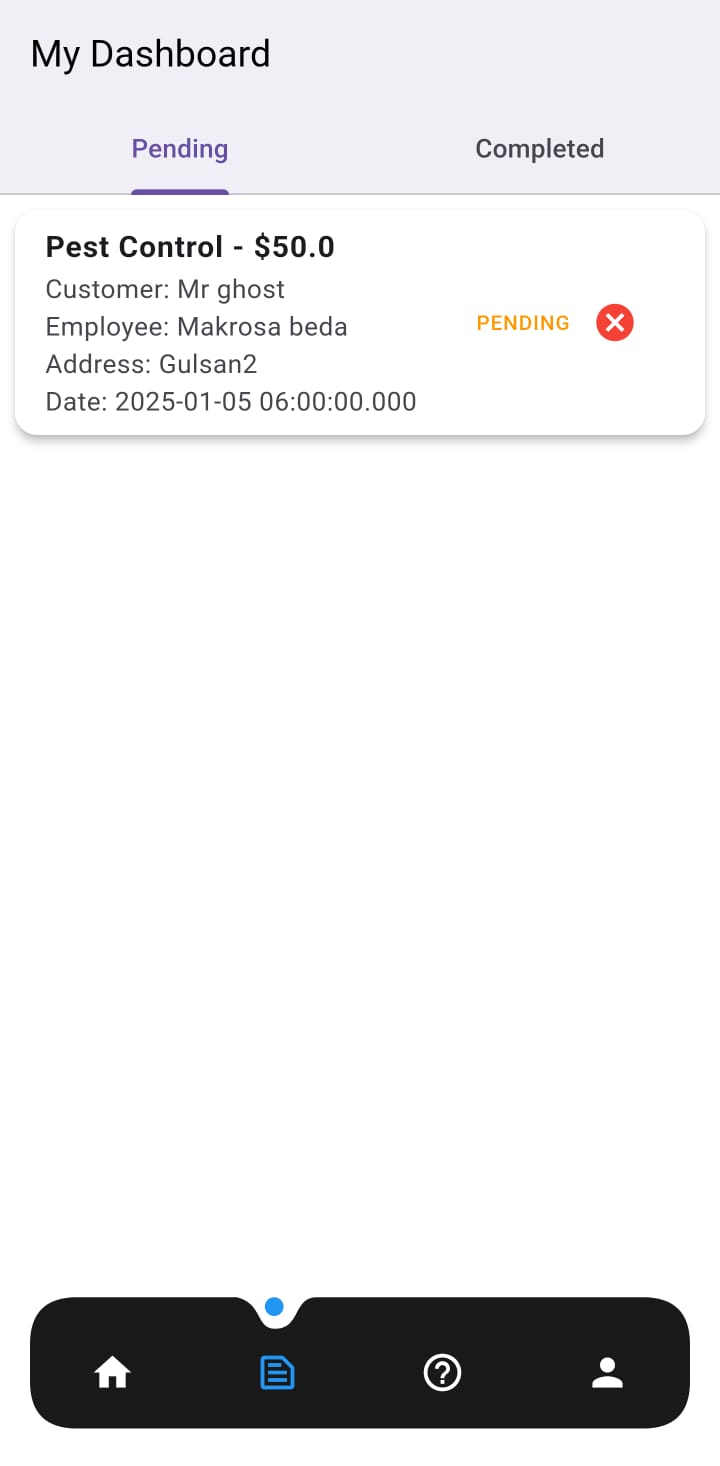 My Dashboard
Pending
Completed
Pest Control - $50.0
Customer: Mr ghost
Employee: Makrosa beda
Address: Gulsan2
Date: 2025-01-05 06:00:00.000
PENDING